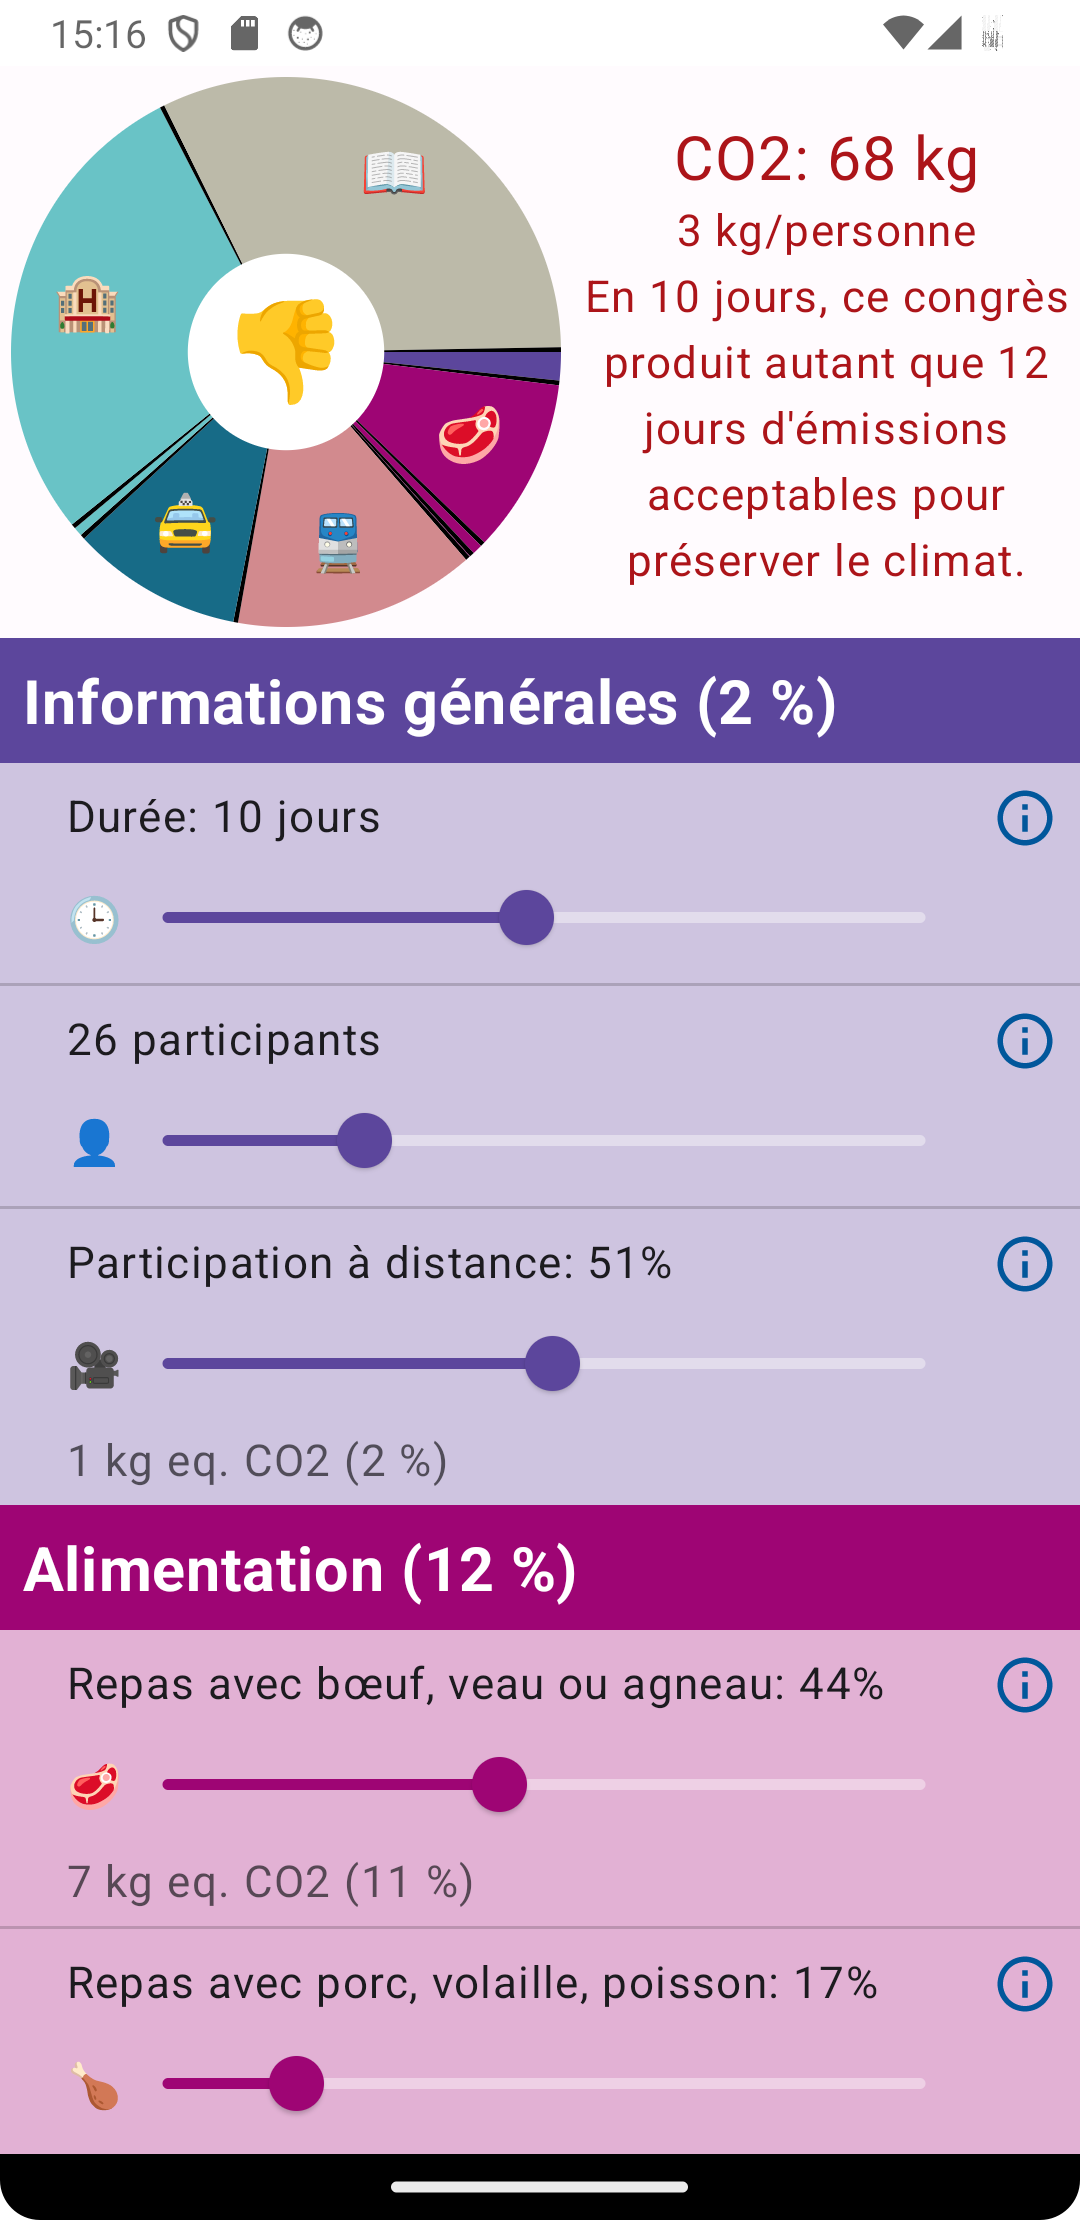 15:16
CO2: 68 kg
3 kg/personne
En 10 jours, ce congrès
produit autant que 12
jours d'émissions
acceptables pour
préserver le climat.
Informations générales (2 %)
Durée: 10 jours
26 participants
Participation à distance: 51%
1 kg eq. CO2 (2 %)
Alimentation (12 %)
Repas avec bœuf, veau ou agneau: 44%
7 kg eq. CO2 (11 %)
Repas avec porc, volaille, poisson: 17%